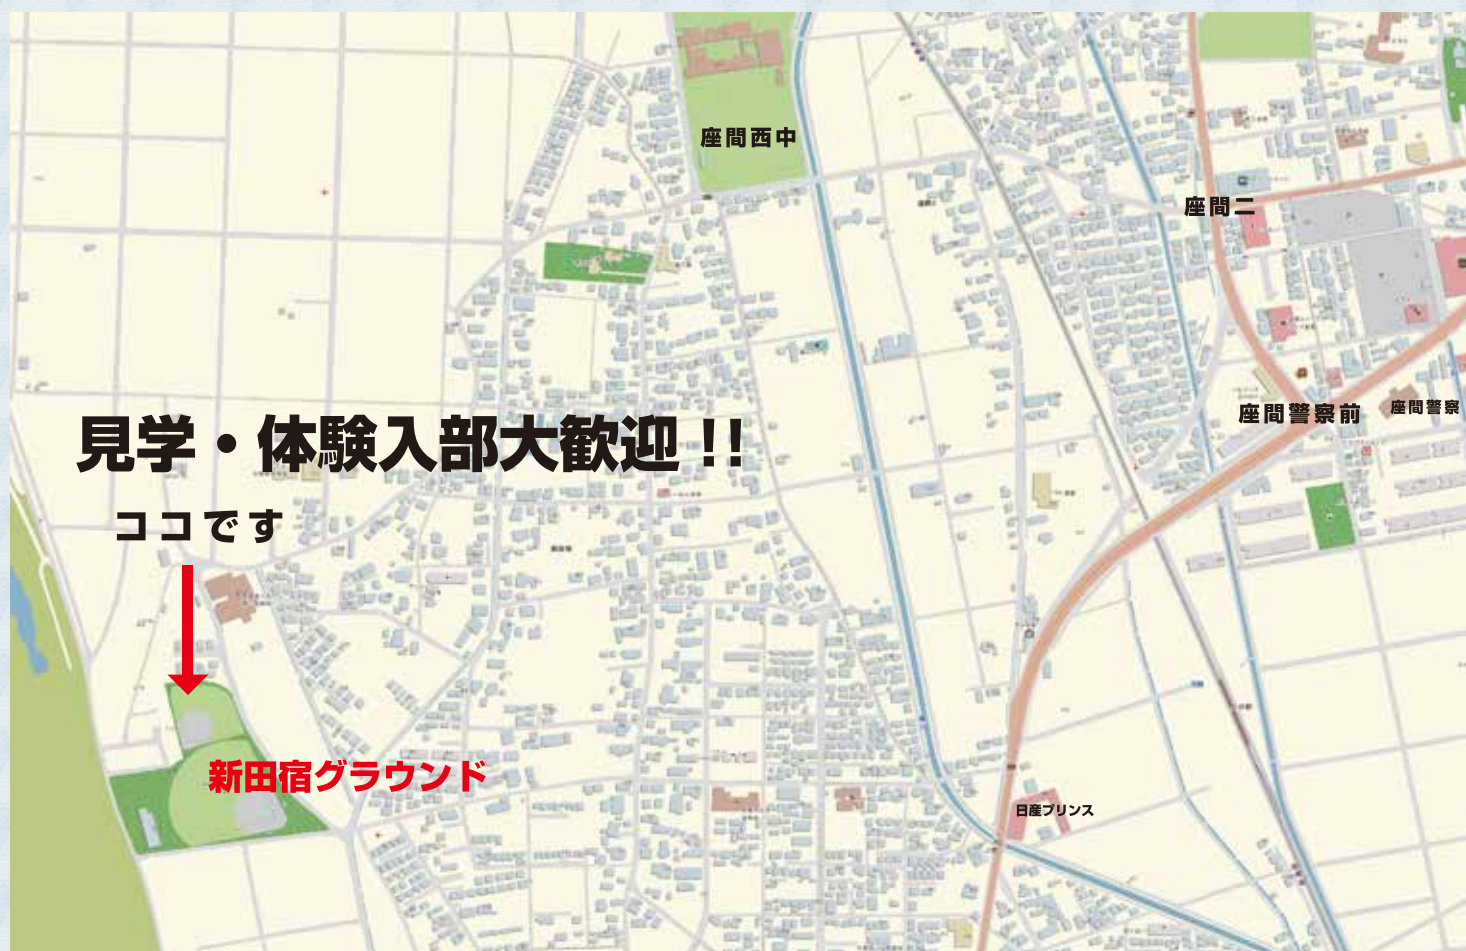 座間西中
座間二
座間警察前
座間警察
見学・体験入部大歓迎!!
ココです
新田宿グラウンド
日産プリンス